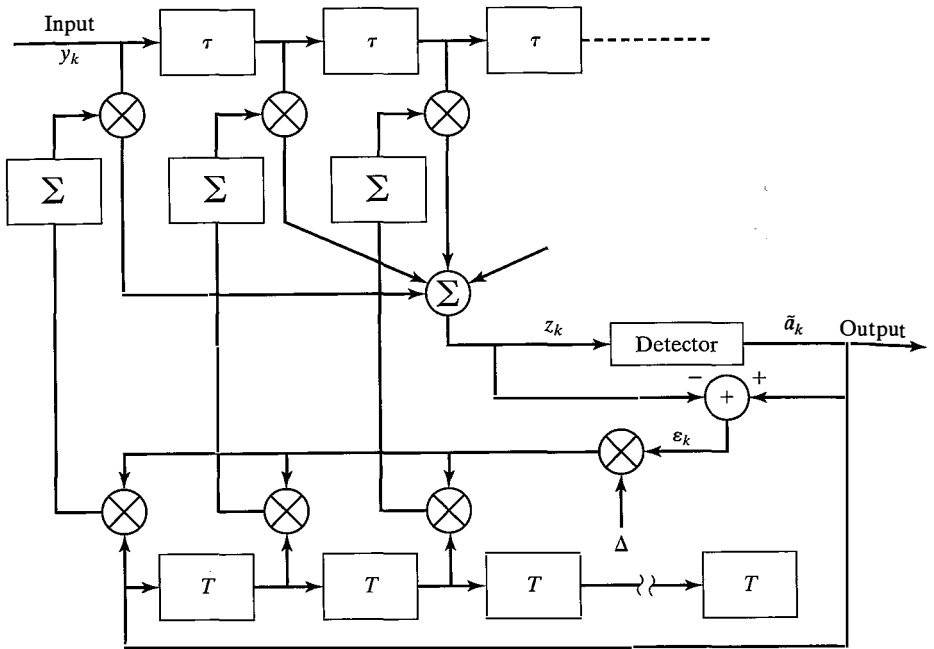 Input
y_k
τ
τ
τ
Σ
Σ
Σ
Σ
z_k
Detector
ã_k
Output
−
+
+
ε_k
Δ
T
T
T
T